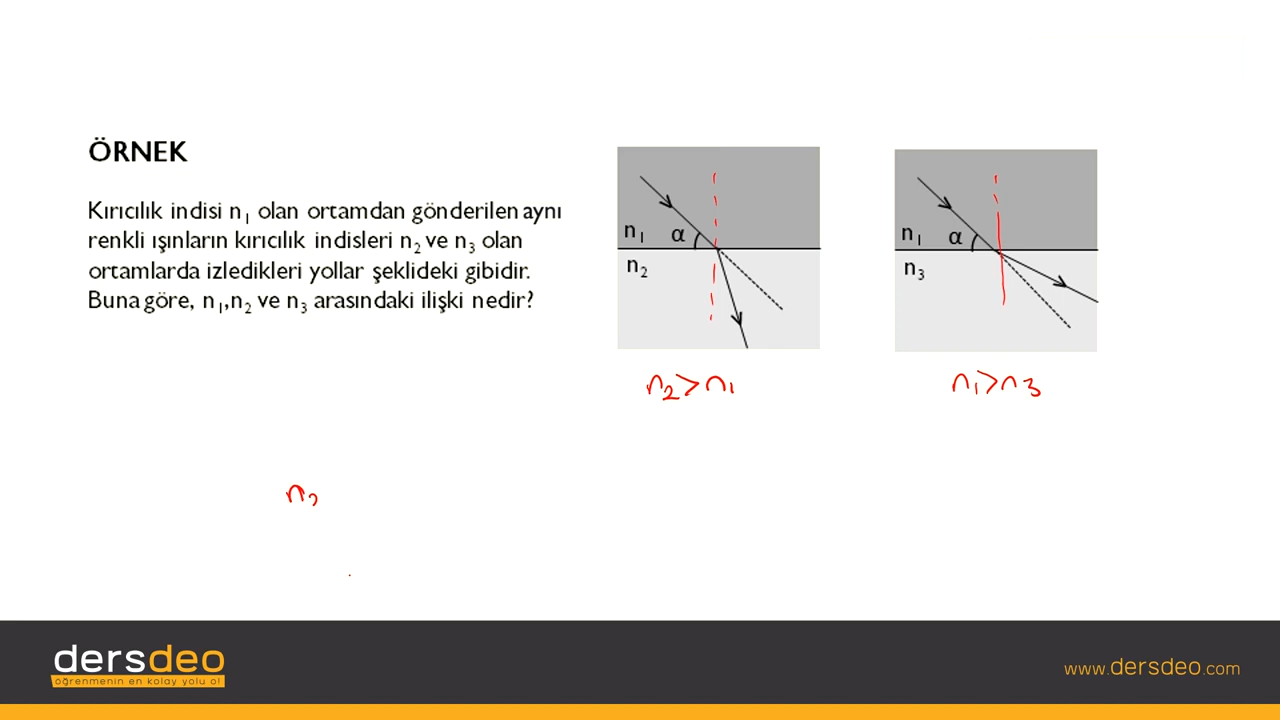 ÖRNEK
Kırıcılık indisi n₁ olan ortamdan gönderilen aynı
renkli ışınların kırıcılık indisleri n₂ ve n₃ olan
ortamlarda izledikleri yollar şeklideki gibidir.
Buna göre, n₁,n₂ ve n₃ arasındaki ilişki nedir?
n₁ α
n₂
n₂>n₁
n₁ α
n₃
n₁>n₃
n₂
dersdeo
öğrenmenin en kolay yolu o!
www.dersdeo.com